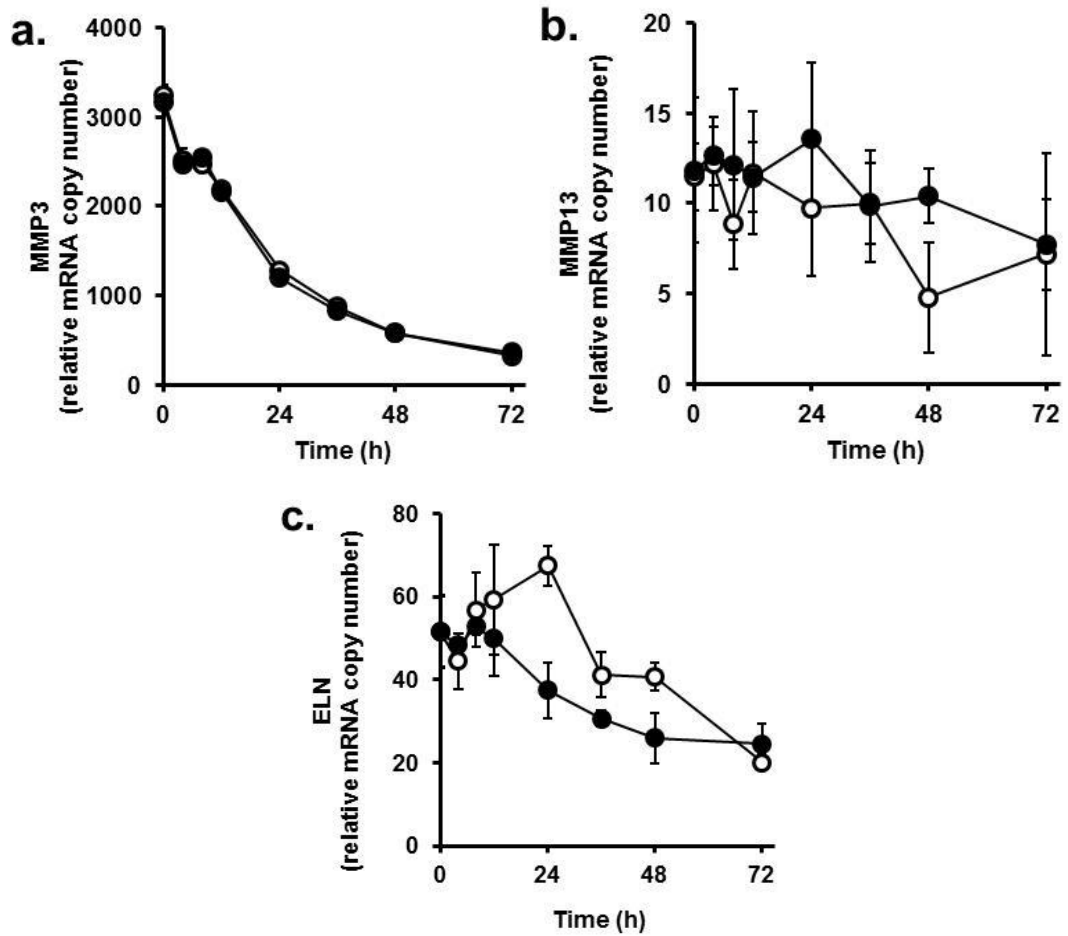 a.
MMP3
(relative mRNA copy number)
4000
3000
2000
1000
0
0 24 48 72
Time (h)
b.
MMP13
(relative mRNA copy number)
20
15
10
5
0
0 24 48 72
Time (h)
c.
ELN
(relative mRNA copy number)
80
60
40
20
0
0 24 48 72
Time (h)